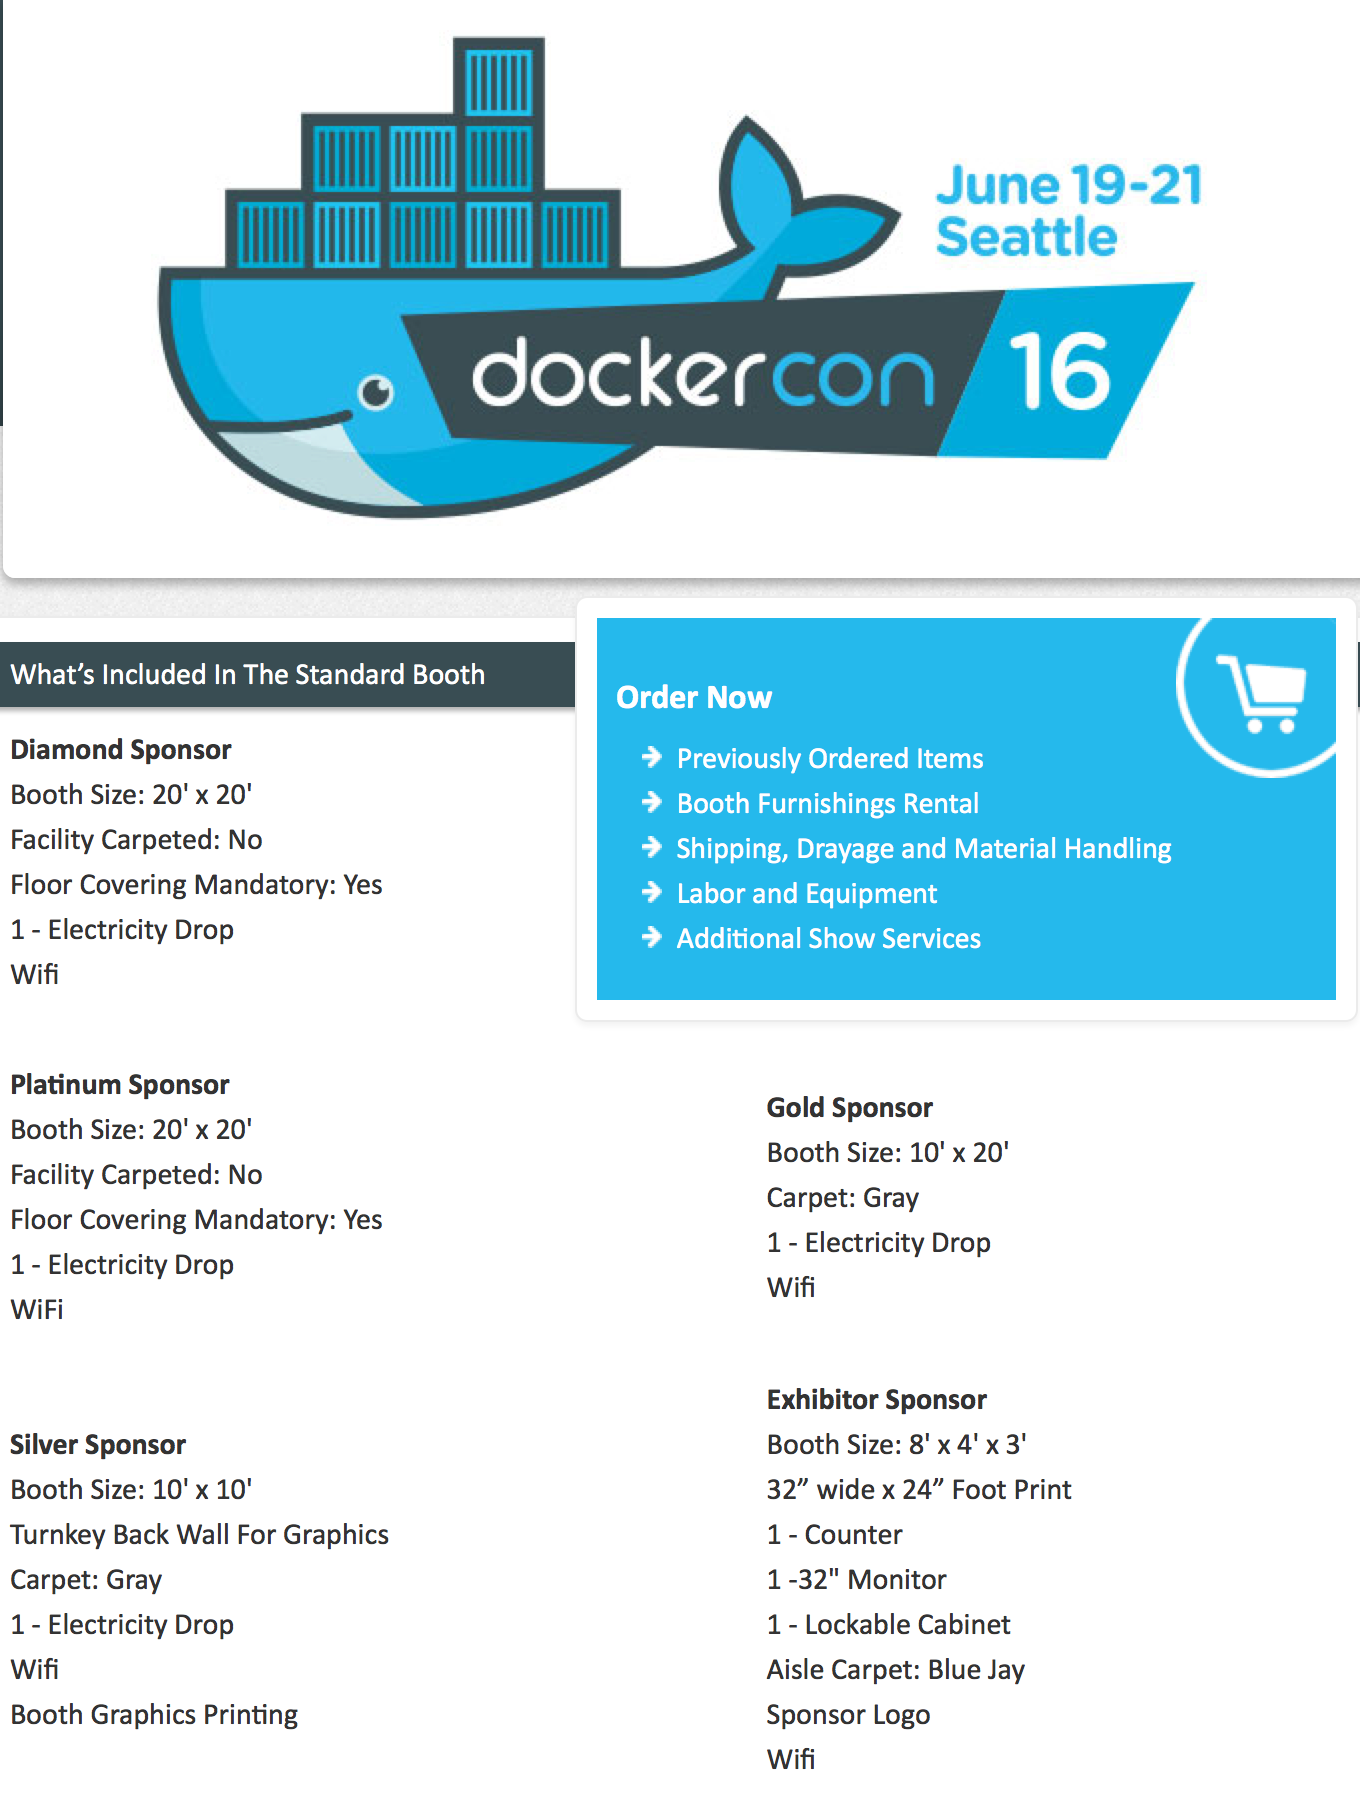 June 19-21
Seattle
dockercon 16
What’s Included In The Standard Booth
Order Now
Previously Ordered Items
Booth Furnishings Rental
Shipping, Drayage and Material Handling
Labor and Equipment
Additional Show Services
Diamond Sponsor
Booth Size: 20' x 20'
Facility Carpeted: No
Floor Covering Mandatory: Yes
1 - Electricity Drop
Wifi
Platinum Sponsor
Booth Size: 20' x 20'
Facility Carpeted: No
Floor Covering Mandatory: Yes
1 - Electricity Drop
WiFi
Gold Sponsor
Booth Size: 10' x 20'
Carpet: Gray
1 - Electricity Drop
Wifi
Silver Sponsor
Booth Size: 10' x 10'
Turnkey Back Wall For Graphics
Carpet: Gray
1 - Electricity Drop
Wifi
Booth Graphics Printing
Exhibitor Sponsor
Booth Size: 8' x 4' x 3'
32” wide x 24” Foot Print
1 - Counter
1 -32" Monitor
1 - Lockable Cabinet
Aisle Carpet: Blue Jay
Sponsor Logo
Wifi